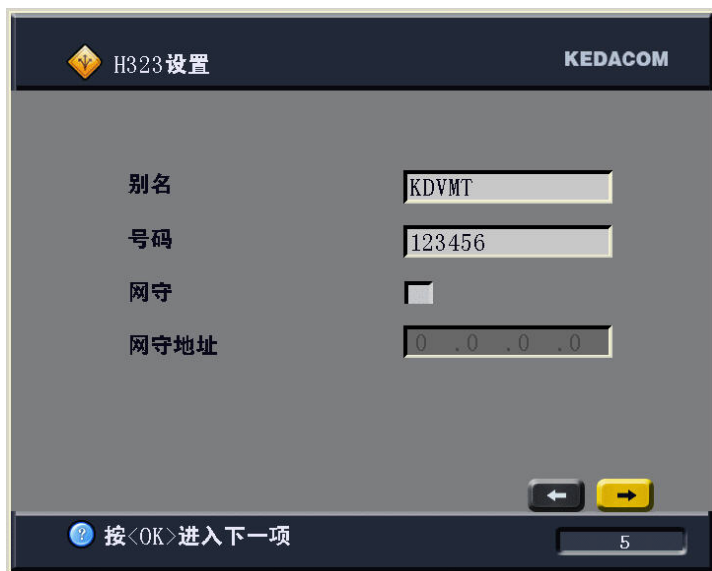 H323设置
KEDACOM
别名
KDVMT
号码
123456
网守
网守地址
0 .0 .0 .0
按<OK>进入下一项
5